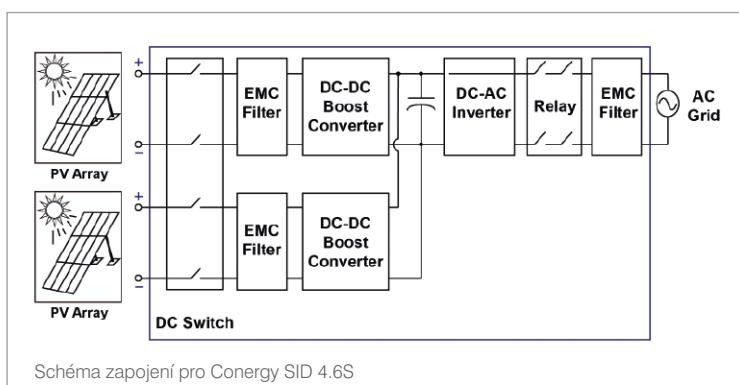 +
−
PV Array
EMC
Filter
DC-DC
Boost
Converter
DC-AC
Inverter
Relay
EMC
Filter
AC
Grid
+
−
PV Array
EMC
Filter
DC-DC
Boost
Converter
DC Switch
Schéma zapojení pro Conergy SID 4.6S